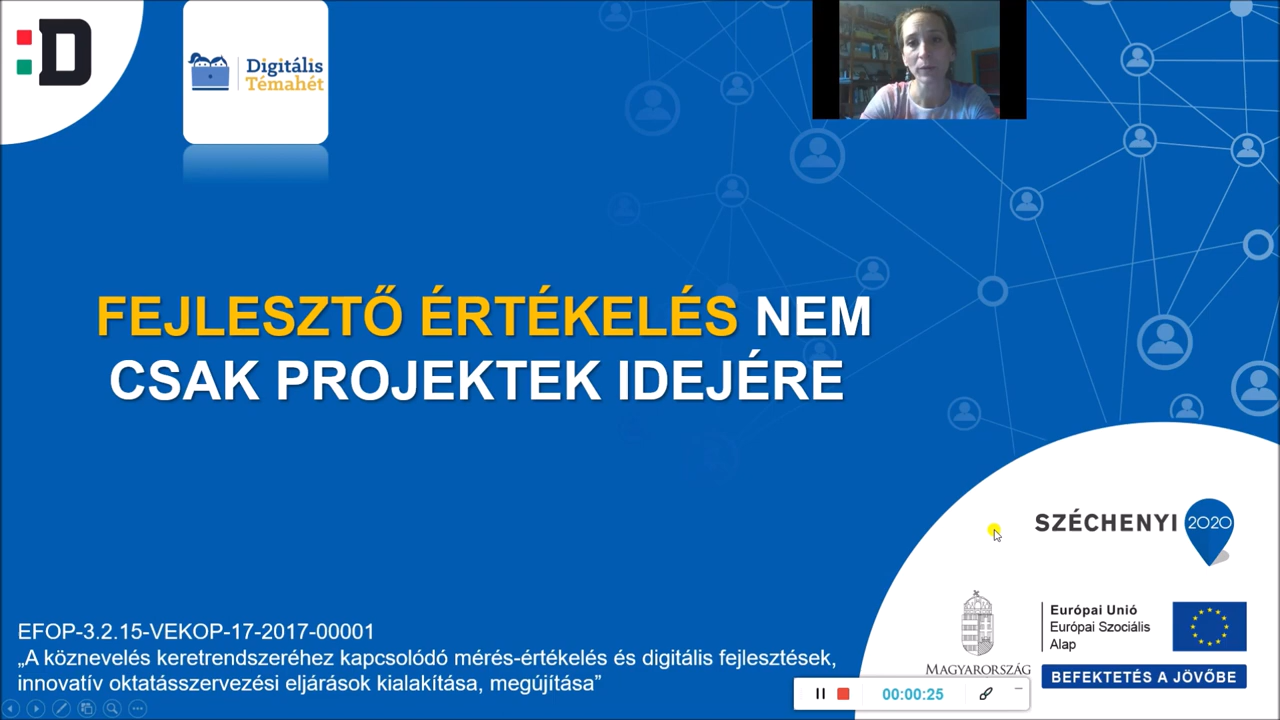 :D
Digitális
Témahét
FEJLESZTŐ ÉRTÉKELÉS NEM
CSAK PROJEKTEK IDEJÉRE
SZÉCHENYI 2020
EFOP-3.2.15-VEKOP-17-2017-00001
„A köznevelés keretrendszeréhez kapcsolódó mérés-értékelés és digitális fejlesztések,
innovatív oktatásszervezési eljárások kialakítása, megújítása”
MAGYARORSZÁG
Európai Unió
Európai Szociális
Alap
BEFEKTETÉS A JÖVŐBE
00:00:25